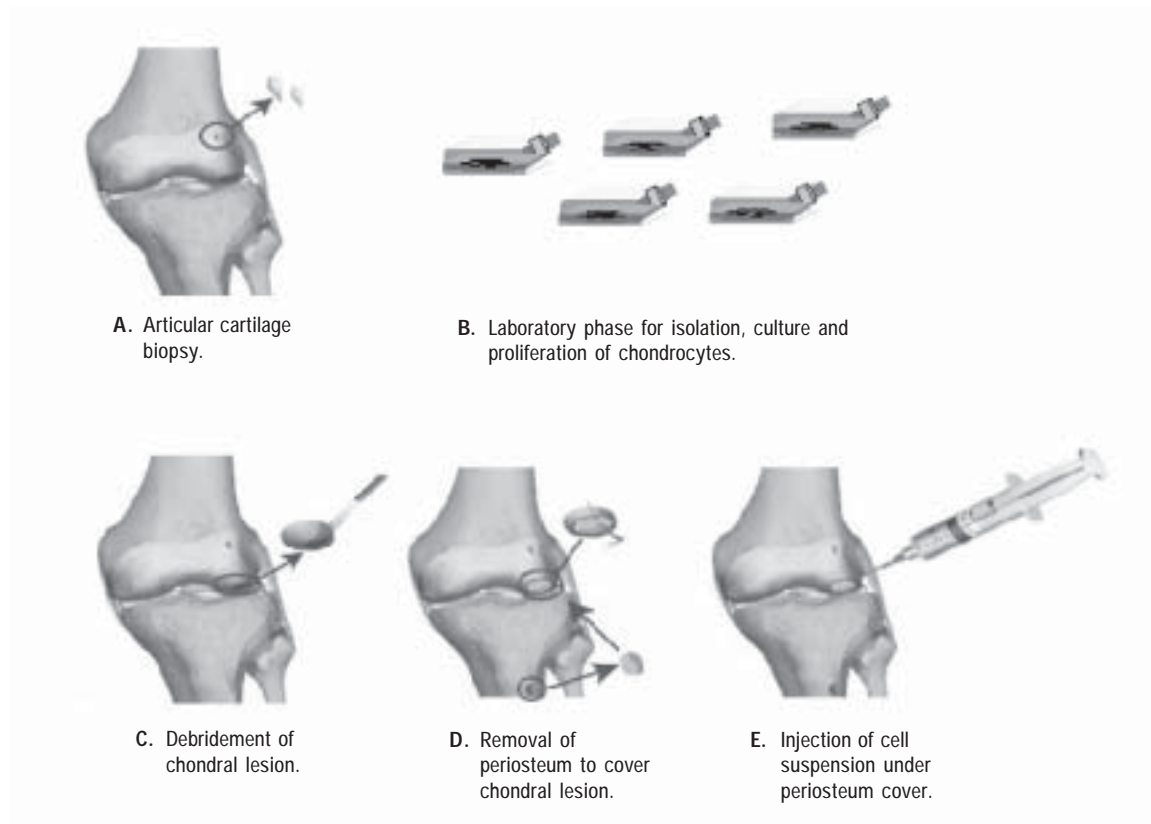 A. Articular cartilage
biopsy.
B. Laboratory phase for isolation, culture and
proliferation of chondrocytes.
C. Debridement of
chondral lesion.
D. Removal of
periosteum to cover
chondral lesion.
E. Injection of cell
suspension under
periosteum cover.